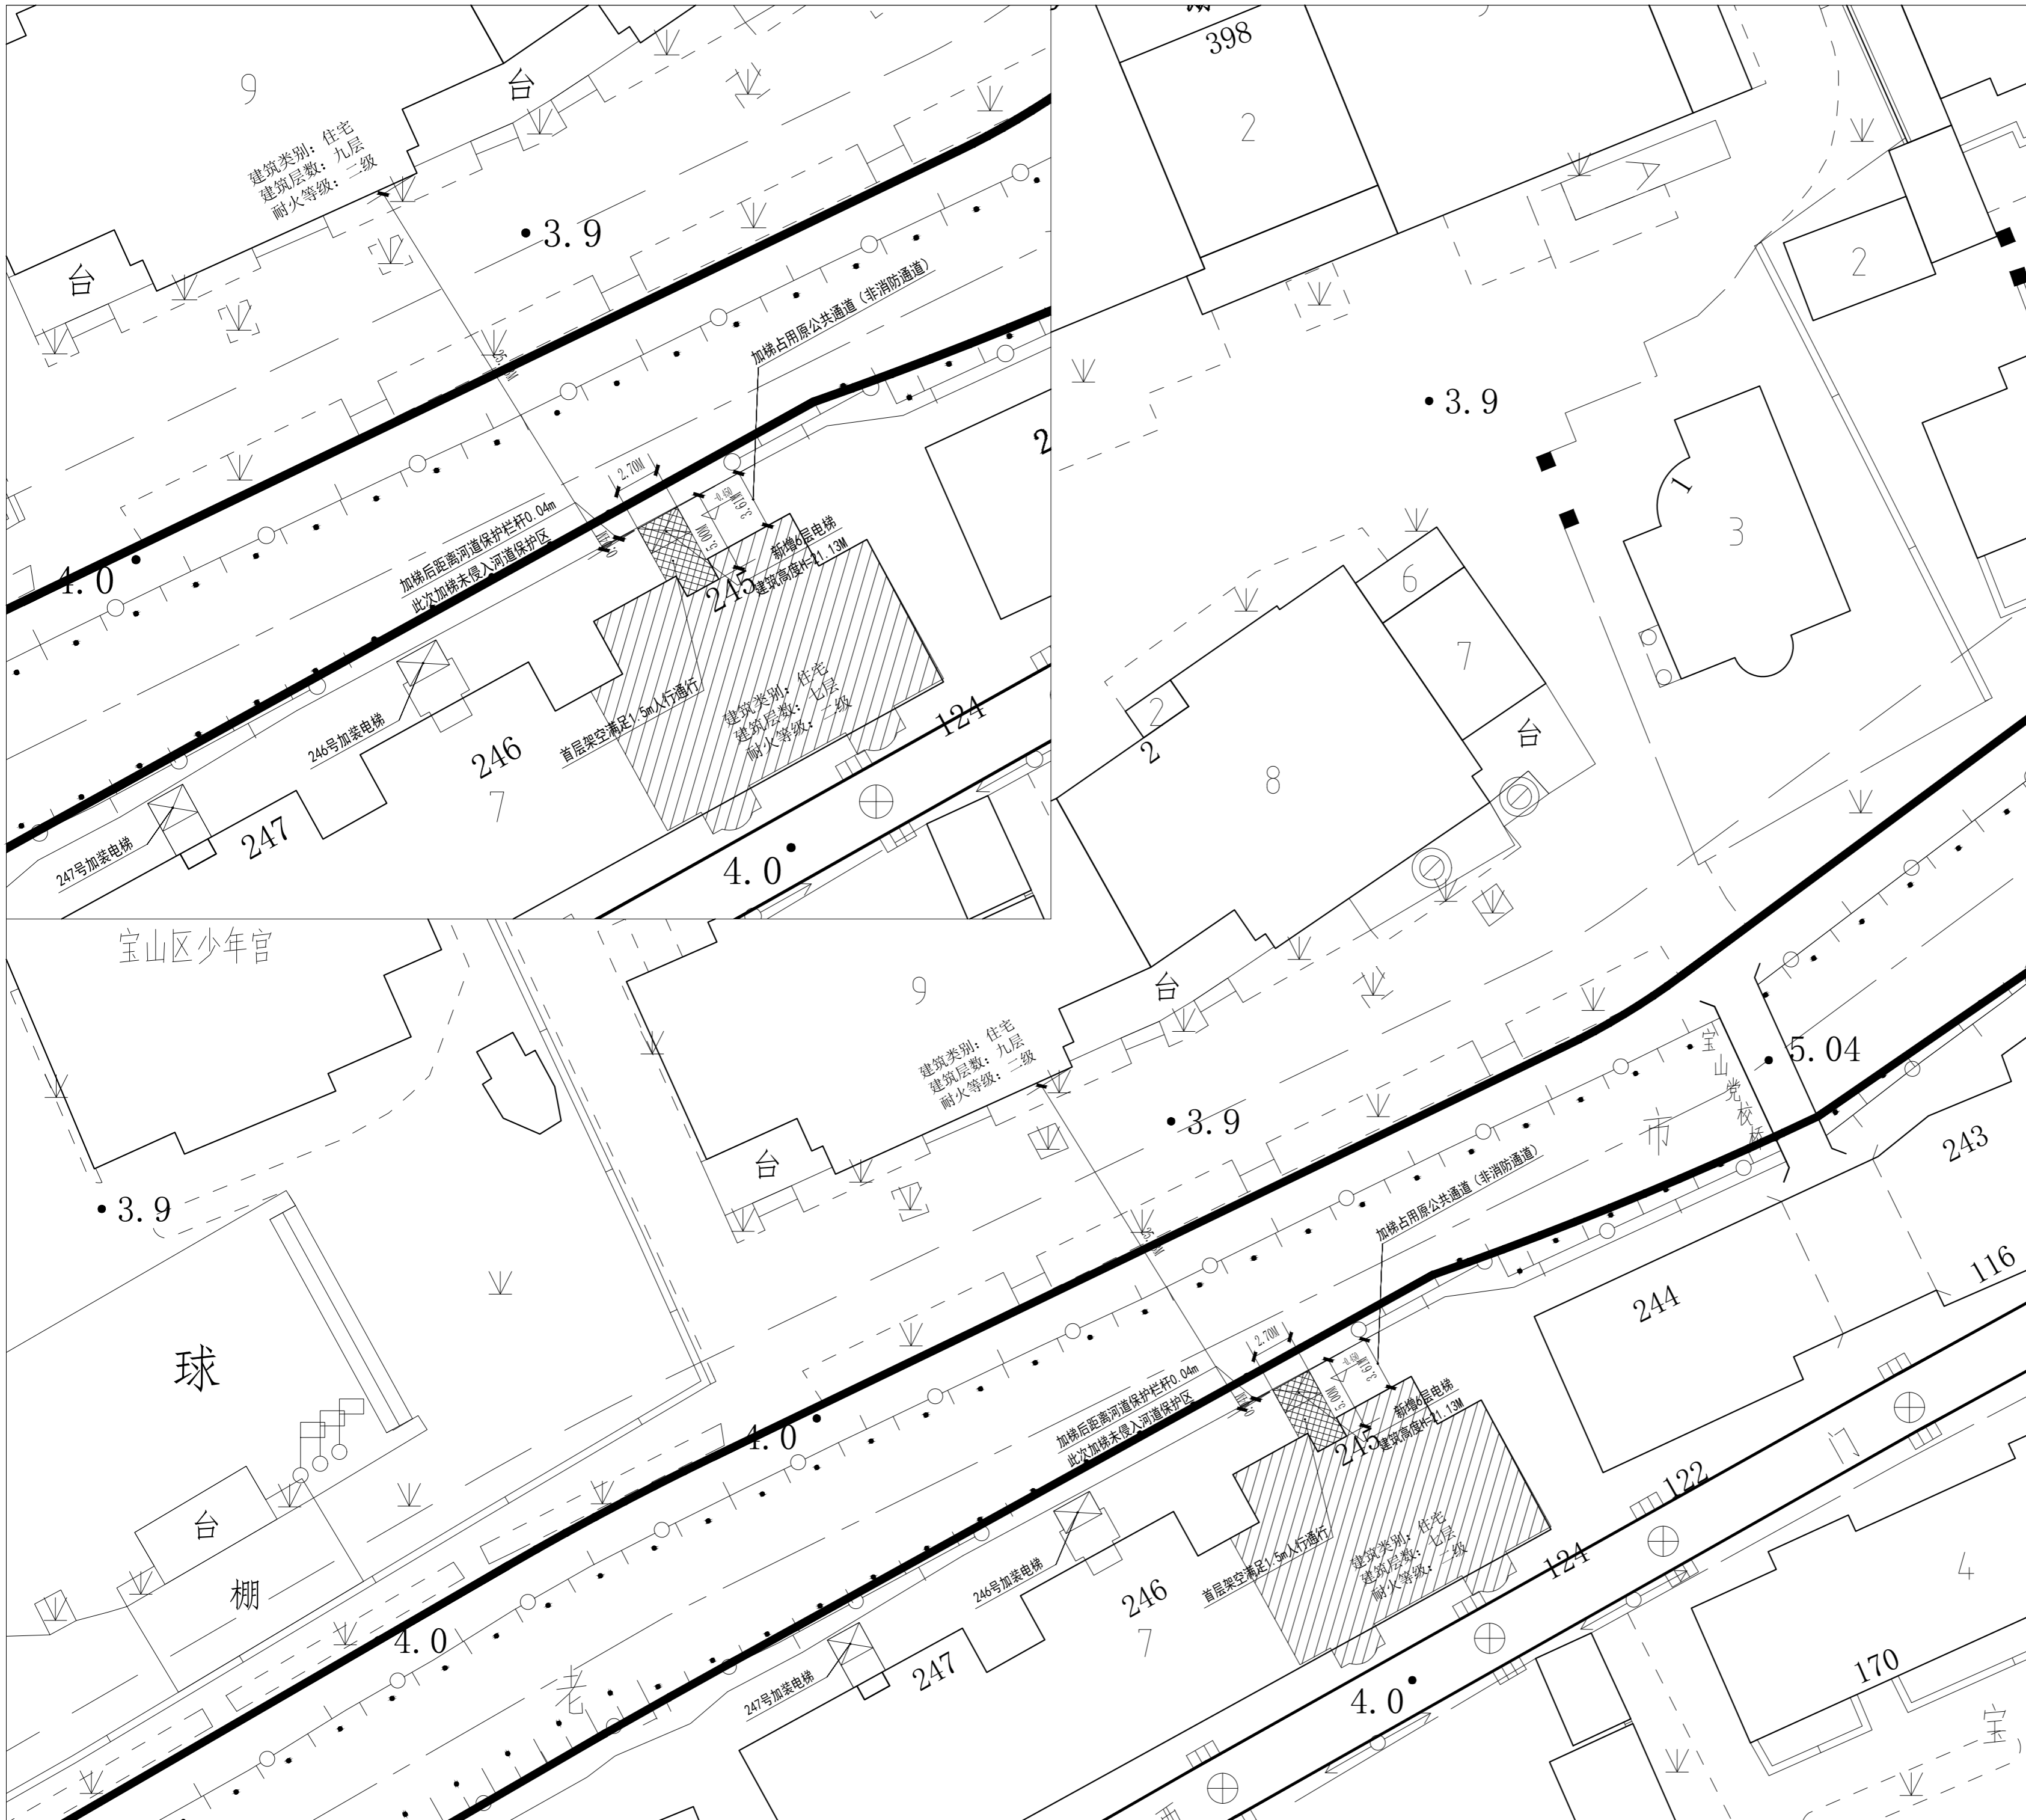 9
台
建筑类别：住宅
建筑层数：九层
耐火等级：二级
台
3.9
加梯占用原公共通道（非消防通道）
2.70M
3.61M
5.00M
加梯后距离河道保护栏杆0.04m
此次加梯未侵入河道保护区
新增6层电梯
建筑高度H=21.13M
245
4.0
246号加装电梯
246
7
首层架空满足1.5m人行通行
建筑类别：住宅
建筑层数：七层
耐火等级：二级
124
247号加装电梯
247
4.0
398
2
2
3.9
1
3
6
7
2
2
8
台
宝山区少年宫
9
台
建筑类别：住宅
建筑层数：九层
耐火等级：二级
台
3.9
3.9
宝山党校桥
5.04
市
243
加梯占用原公共通道（非消防通道）
116
244
球
2.70M
3.61M
5.00M
加梯后距离河道保护栏杆0.04m
此次加梯未侵入河道保护区
新增6层电梯
建筑高度H=21.13M
245
4.0
122
门
台
棚
246号加装电梯
246
7
首层架空满足1.5m人行通行
建筑类别：住宅
建筑层数：七层
耐火等级：二级
124
4
4.0
老
247号加装电梯
247
4.0
170
宝